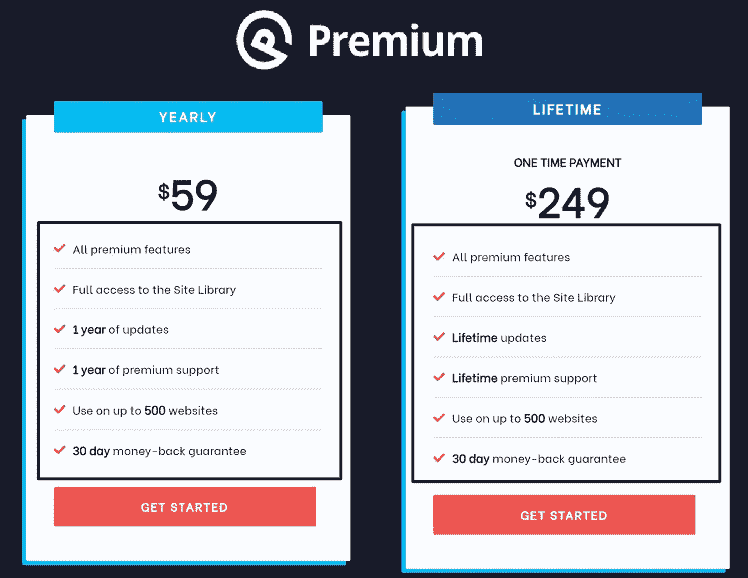 Premium
YEARLY
$59
All premium features
Full access to the Site Library
1 year of updates
1 year of premium support
Use on up to 500 websites
30 day money-back guarantee
GET STARTED
LIFETIME
ONE TIME PAYMENT
$249
All premium features
Full access to the Site Library
Lifetime updates
Lifetime premium support
Use on up to 500 websites
30 day money-back guarantee
GET STARTED